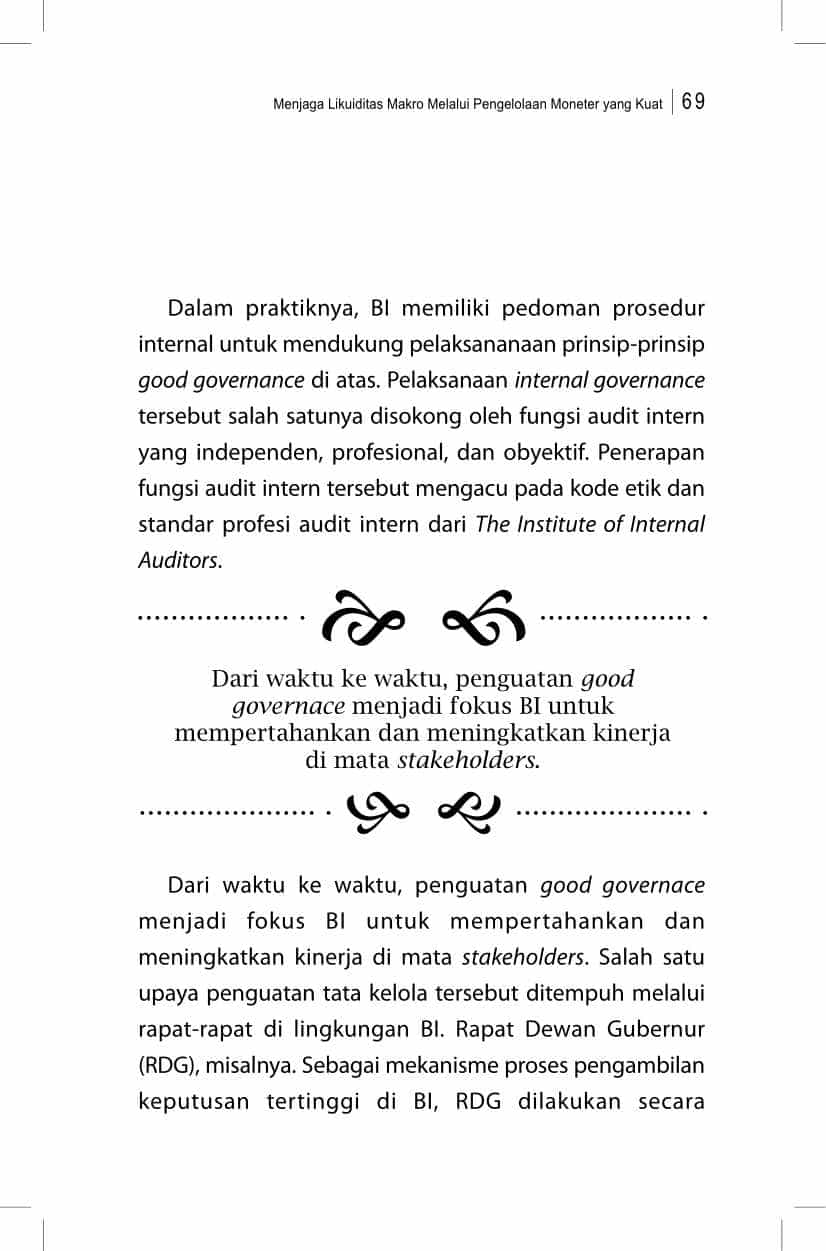 Menjaga Likuiditas Makro Melalui Pengelolaan Moneter yang Kuat 69
Dalam praktiknya, BI memiliki pedoman prosedur
internal untuk mendukung pelaksananaan prinsip-prinsip
good governance di atas. Pelaksanaan internal governance
tersebut salah satunya disokong oleh fungsi audit intern
yang independen, profesional, dan obyektif. Penerapan
fungsi audit intern tersebut mengacu pada kode etik dan
standar profesi audit intern dari The Institute of Internal
Auditors.
Dari waktu ke waktu, penguatan good
governace menjadi fokus BI untuk
mempertahankan dan meningkatkan kinerja
di mata stakeholders.
Dari waktu ke waktu, penguatan good governace
menjadi fokus BI untuk mempertahankan dan
meningkatkan kinerja di mata stakeholders. Salah satu
upaya penguatan tata kelola tersebut ditempuh melalui
rapat-rapat di lingkungan BI. Rapat Dewan Gubernur
(RDG), misalnya. Sebagai mekanisme proses pengambilan
keputusan tertinggi di BI, RDG dilakukan secara